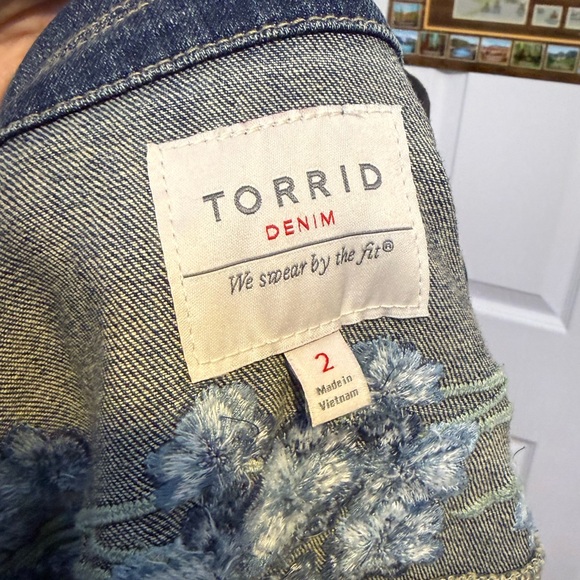 TORRID
DENIM
We swear by the fit®
2
Made in
Vietnam